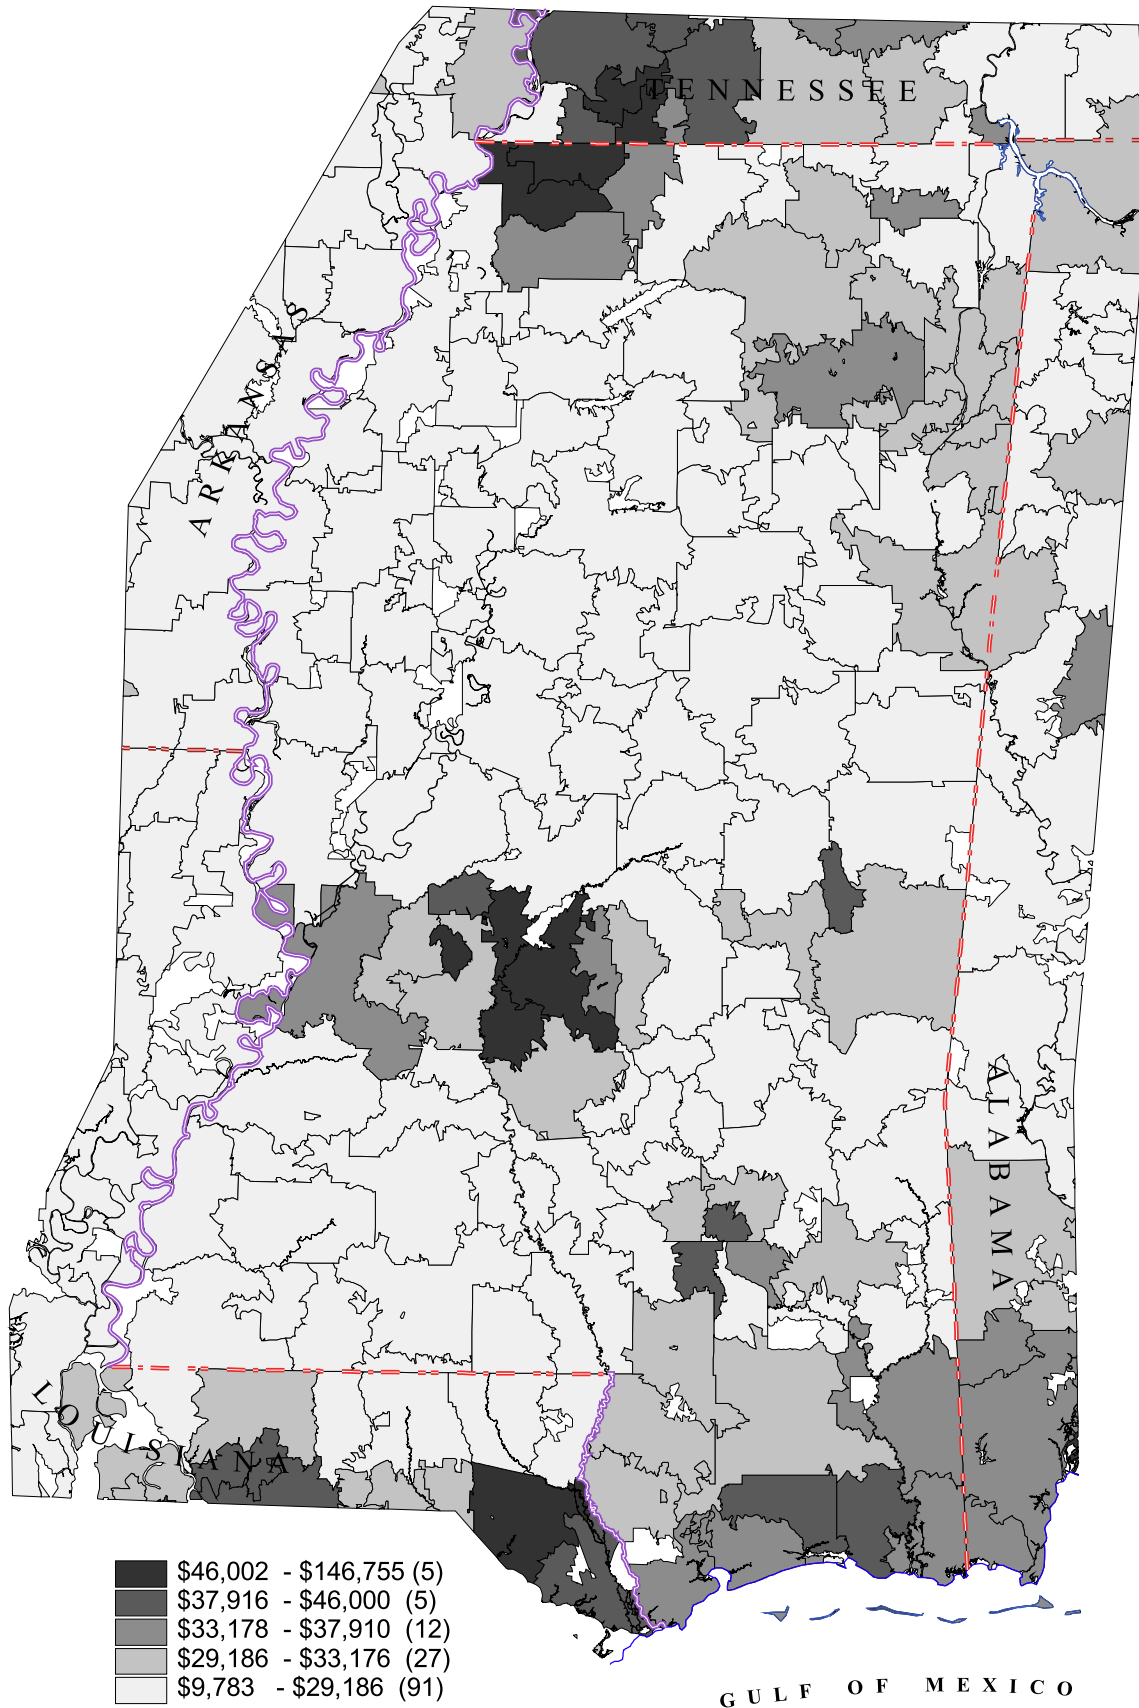 TENNESSEE
ARKANSAS
ALABAMA
LOUISIANA
$46,002 - $146,755 (5)
$37,916 - $46,000 (5)
$33,178 - $37,910 (12)
$29,186 - $33,176 (27)
$9,783 - $29,186 (91)
GULF OF MEXICO